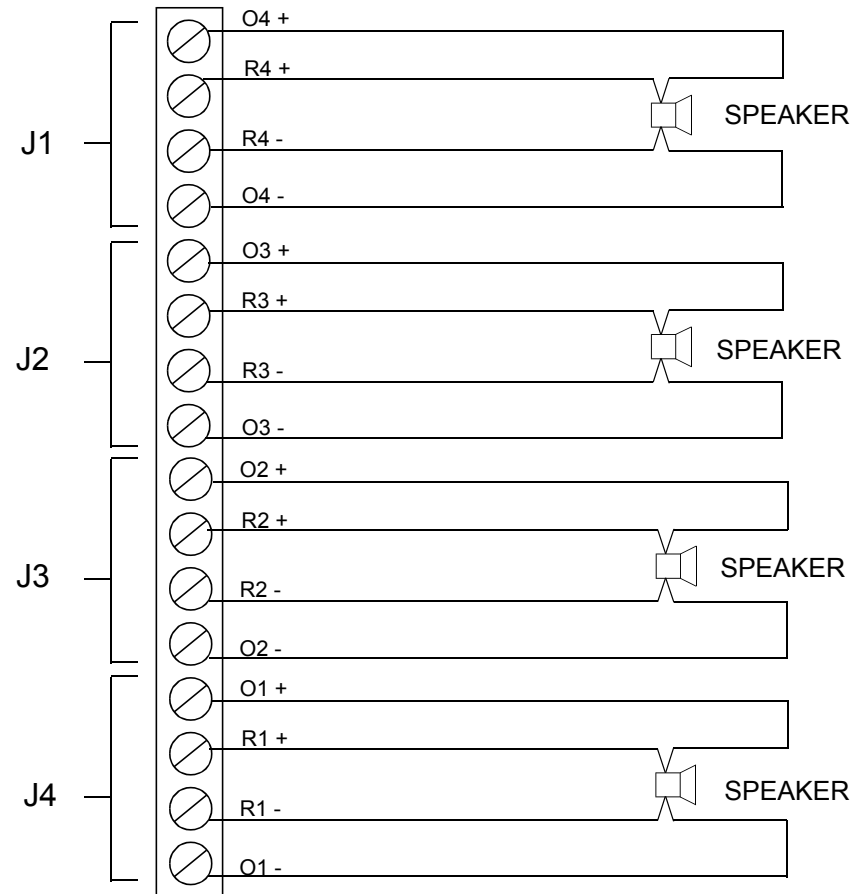 O4 +
R4 +
SPEAKER
J1
R4 -
O4 -
O3 +
R3 +
SPEAKER
J2
R3 -
O3 -
O2 +
R2 +
SPEAKER
J3
R2 -
O2 -
O1 +
R1 +
SPEAKER
J4
R1 -
O1 -